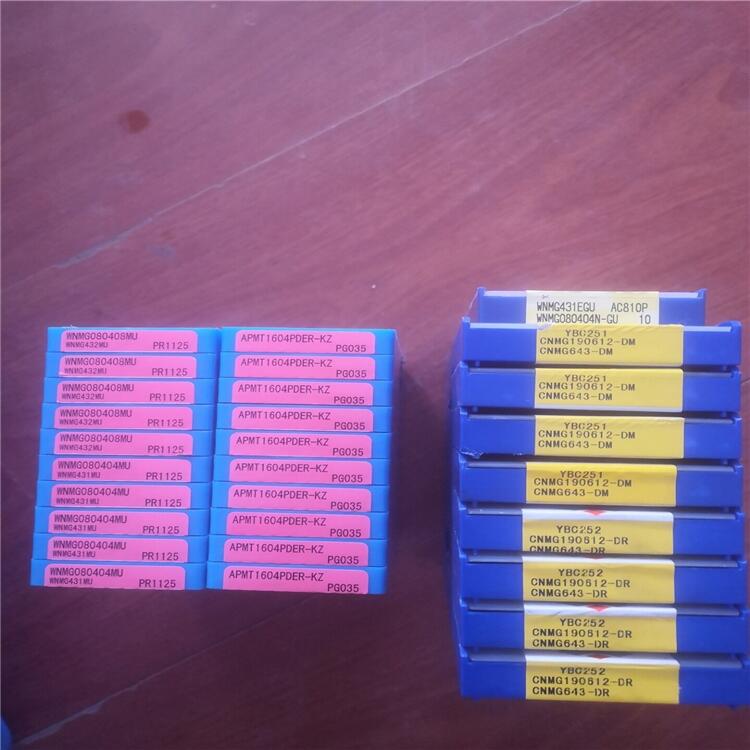 WNMG080408MU
WNMG432MU PR1125
WNMG080408MU
WNMG432MU PR1125
WNMG080408MU
WNMG432MU PR1125
WNMG080408MU
WNMG432MU PR1125
WNMG080408MU
WNMG432MU PR1125
WNMG080404MU
WNMG431MU PR1125
WNMG080404MU
WNMG431MU PR1125
WNMG080404MU
WNMG431MU PR1125
WNMG080404MU
WNMG431MU PR1125
WNMG080404MU
WNMG431MU PR1125
APMT1604PDER-KZ
PG035
APMT1604PDER-KZ
PG035
APMT1604PDER-KZ
PG035
APMT1604PDER-KZ
PG035
APMT1604PDER-KZ
PG035
APMT1604PDER-KZ
PG035
APMT1604PDER-KZ
PG035
APMT1604PDER-KZ
PG035
APMT1604PDER-KZ
PG035
APMT1604PDER-KZ
PG035
WNMG431EGU AC810P
WNMG080404N-GU 10
YBC251
CNMG190612-DM
CNMG643-DM
YBC251
CNMG190612-DM
CNMG643-DM
YBC251
CNMG190612-DM
CNMG643-DM
YBC251
CNMG190612-DM
CNMG643-DM
YBC252
CNMG190612-DR
CNMG643-DR
YBC252
CNMG190612-DR
CNMG643-DR
YBC252
CNMG190612-DR
CNMG643-DR
YBC252
CNMG190612-DR
CNMG643-DR